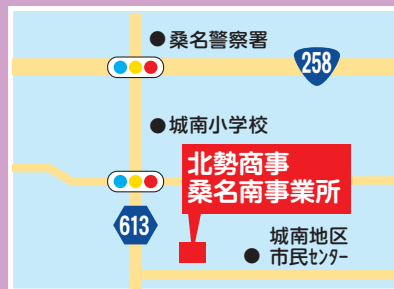 桑名警察署
258
城南小学校
北勢商事
桑名南事業所
613
城南地区
市民ｾﾝﾀｰ